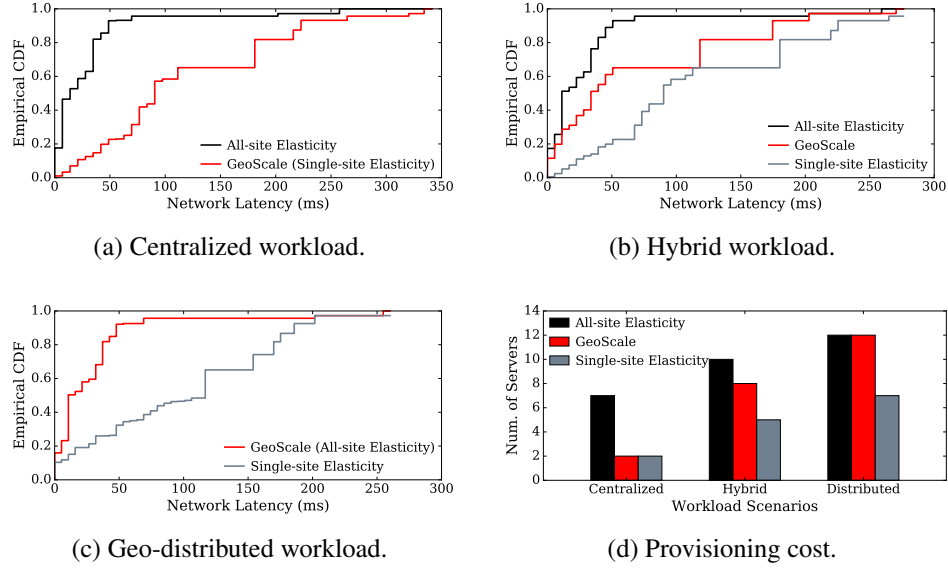 1.0
0.8
0.6
0.4
0.2
0.0
Empirical CDF
All-site Elasticity
GeoScale (Single-site Elasticity)
0 50 100 150 200 250 300 350
Network Latency (ms)
(a) Centralized workload.
1.0
0.8
0.6
0.4
0.2
0.0
Empirical CDF
All-site Elasticity
GeoScale
Single-site Elasticity
0 50 100 150 200 250 300
Network Latency (ms)
(b) Hybrid workload.
1.0
0.8
0.6
0.4
0.2
0.0
Empirical CDF
GeoScale (All-site Elasticity)
Single-site Elasticity
0 50 100 150 200 250 300
Network Latency (ms)
(c) Geo-distributed workload.
14
12
10
8
6
4
2
0
Num. of Servers
All-site Elasticity
GeoScale
Single-site Elasticity
Centralized Hybrid Distributed
Workload Scenarios
(d) Provisioning cost.